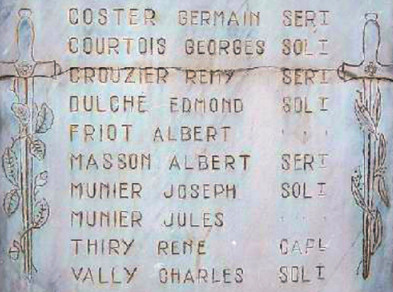 COSTER GERMAIN SERT
COURTOIS GEORGES SOLT
CROUZIER REMY SERT
DULCHE EDMOND SOLT
FRIOT ALBERT
MASSON ALBERT SERT
MUNIER JOSEPH SOLT
MUNIER JULES
THIRY RENE CAPL
VALLY CHARLES SOLT